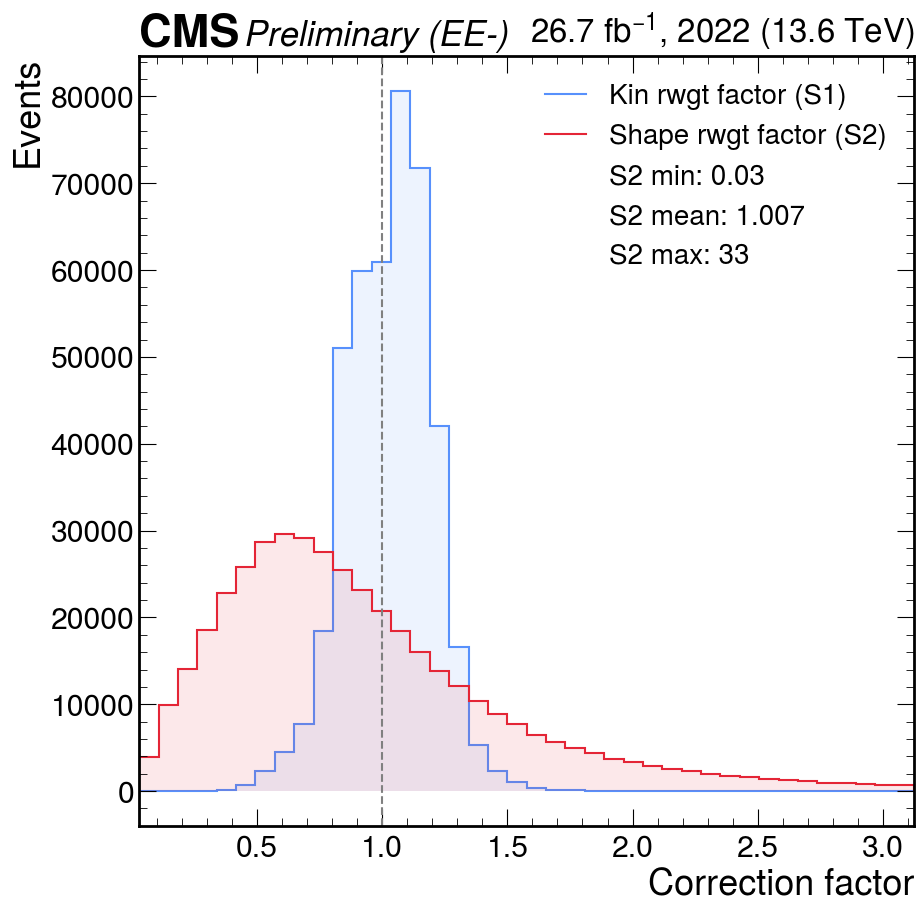 CMS Preliminary (EE-) 26.7 fb⁻¹, 2022 (13.6 TeV)
Events
80000
70000
60000
50000
40000
30000
20000
10000
0
Kin rwgt factor (S1)
Shape rwgt factor (S2)
S2 min: 0.03
S2 mean: 1.007
S2 max: 33
0.5 1.0 1.5 2.0 2.5 3.0
Correction factor